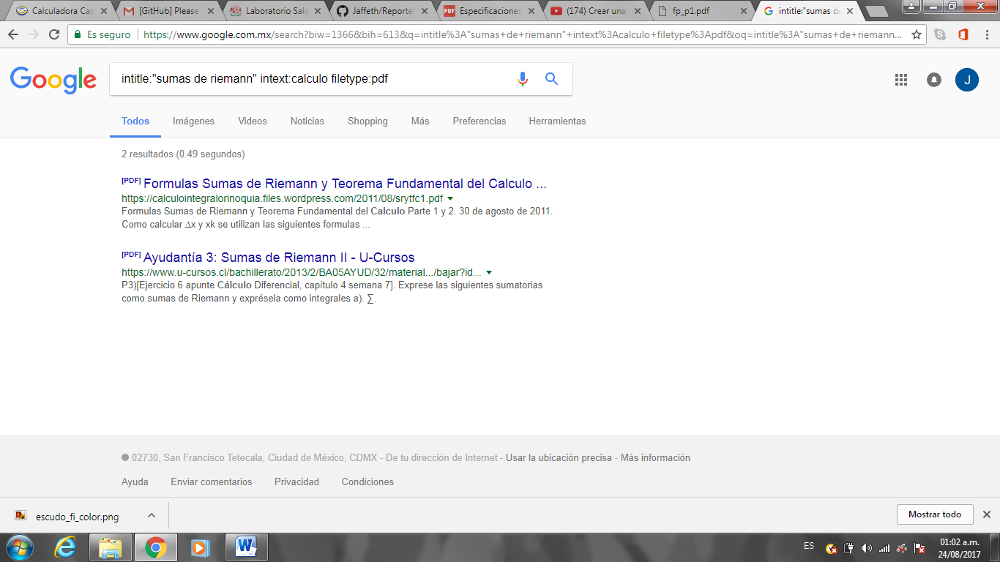 Calculadora Cas
[GitHub] Please
Laboratorio Sala
Jaffeth/Reporte
Especificaciones
(174) Crear una
fp_p1.pdf
intitle:"sumas de
Es seguro
https://www.google.com.mx/search?biw=1366&bih=613&q=intitle%3A"sumas+de+riemann"+intext%3Acalculo+filetype%3Apdf&oq=intitle%3A"sumas+de+riemann...
Google
intitle:"sumas de riemann" intext:calculo filetype:pdf
J
Todos Imágenes Videos Noticias Shopping Más Preferencias Herramientas
2 resultados (0.49 segundos)
[PDF] Formulas Sumas de Riemann y Teorema Fundamental del Calculo ...
https://calculointegralorinoquia.files.wordpress.com/2011/08/srytfc1.pdf
Formulas Sumas de Riemann y Teorema Fundamental del Calculo Parte 1 y 2. 30 de agosto de 2011.
Como calcular ∆x y xk se utilizan las siguientes formulas ...
[PDF] Ayudantía 3: Sumas de Riemann II - U-Cursos
https://www.u-cursos.cl/bachillerato/2013/2/BA05AYUD/32/material.../bajar?id...
P3)[Ejercicio 6 apunte Cálculo Diferencial, capítulo 4 semana 7]. Exprese las siguientes sumatorias
como sumas de Riemann y exprésela como integrales a). ∑.
02730, San Francisco Tetecala, Ciudad de México, CDMX - De tu dirección de Internet - Usar la ubicación precisa - Más información
Ayuda Enviar comentarios Privacidad Condiciones
escudo_fi_color.png
Mostrar todo
ES
01:02 a.m.
24/08/2017